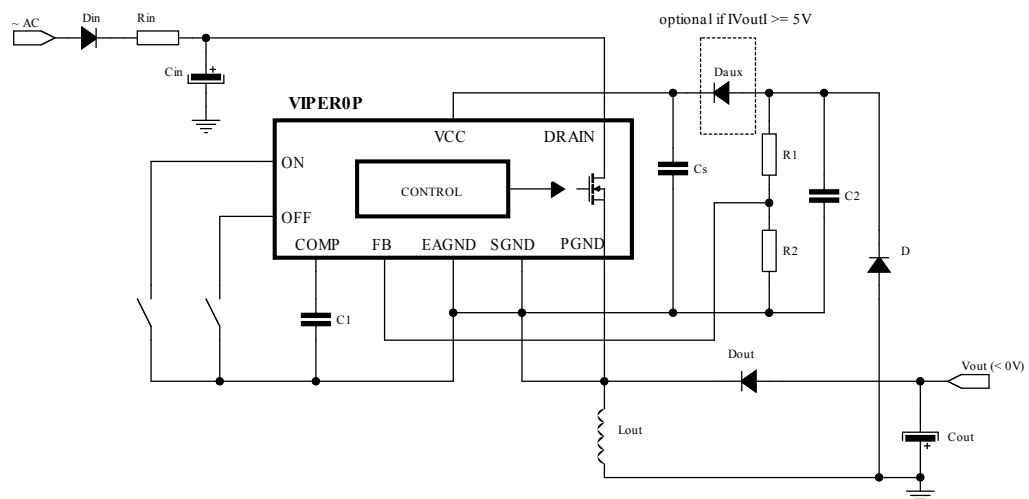 optional if IVoutI >= 5V
~ AC
Din
Rin
Cin
+
Daux
VIPER0P
VCC
DRAIN
ON
CONTROL
OFF
COMP
FB
EAGND
SGND
PGND
Cs
R1
C2
R2
D
C1
Dout
Vout (< 0V)
Lout
Cout
+